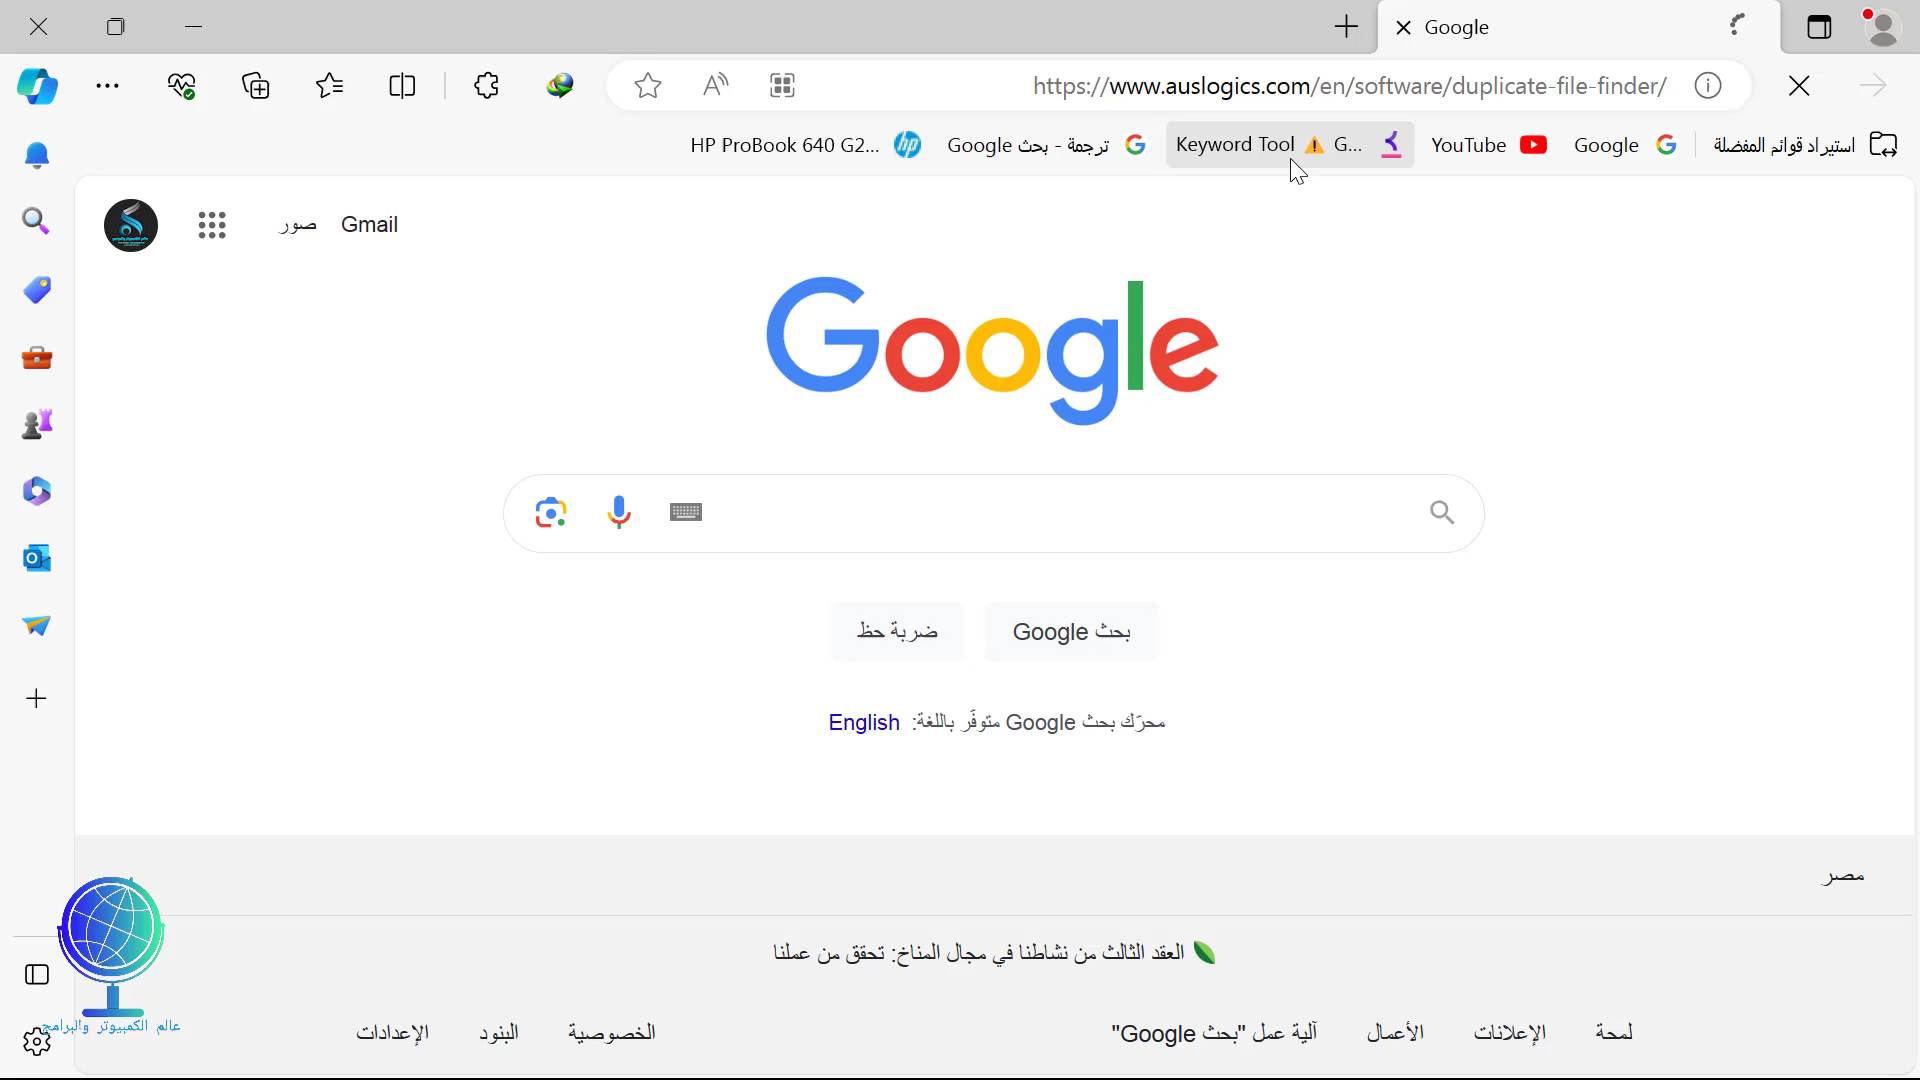 Google
https://www.auslogics.com/en/software/duplicate-file-finder/
استيراد قوائم المفضلة
Google
YouTube
Keyword Tool ⚠ G...
ترجمة - بحث Google
HP ProBook 640 G2...
Gmail
صور
Google
بحث Google
ضربة حظ
محرّك بحث Google متوفّر باللغة: English
مصر
العقد الثالث من نشاطنا في مجال المناخ: تحقق من عملنا
لمحة
الإعلانات
الأعمال
آلية عمل "بحث Google"
الخصوصية
البنود
الإعدادات
عالم الكمبيوتر والبرامج